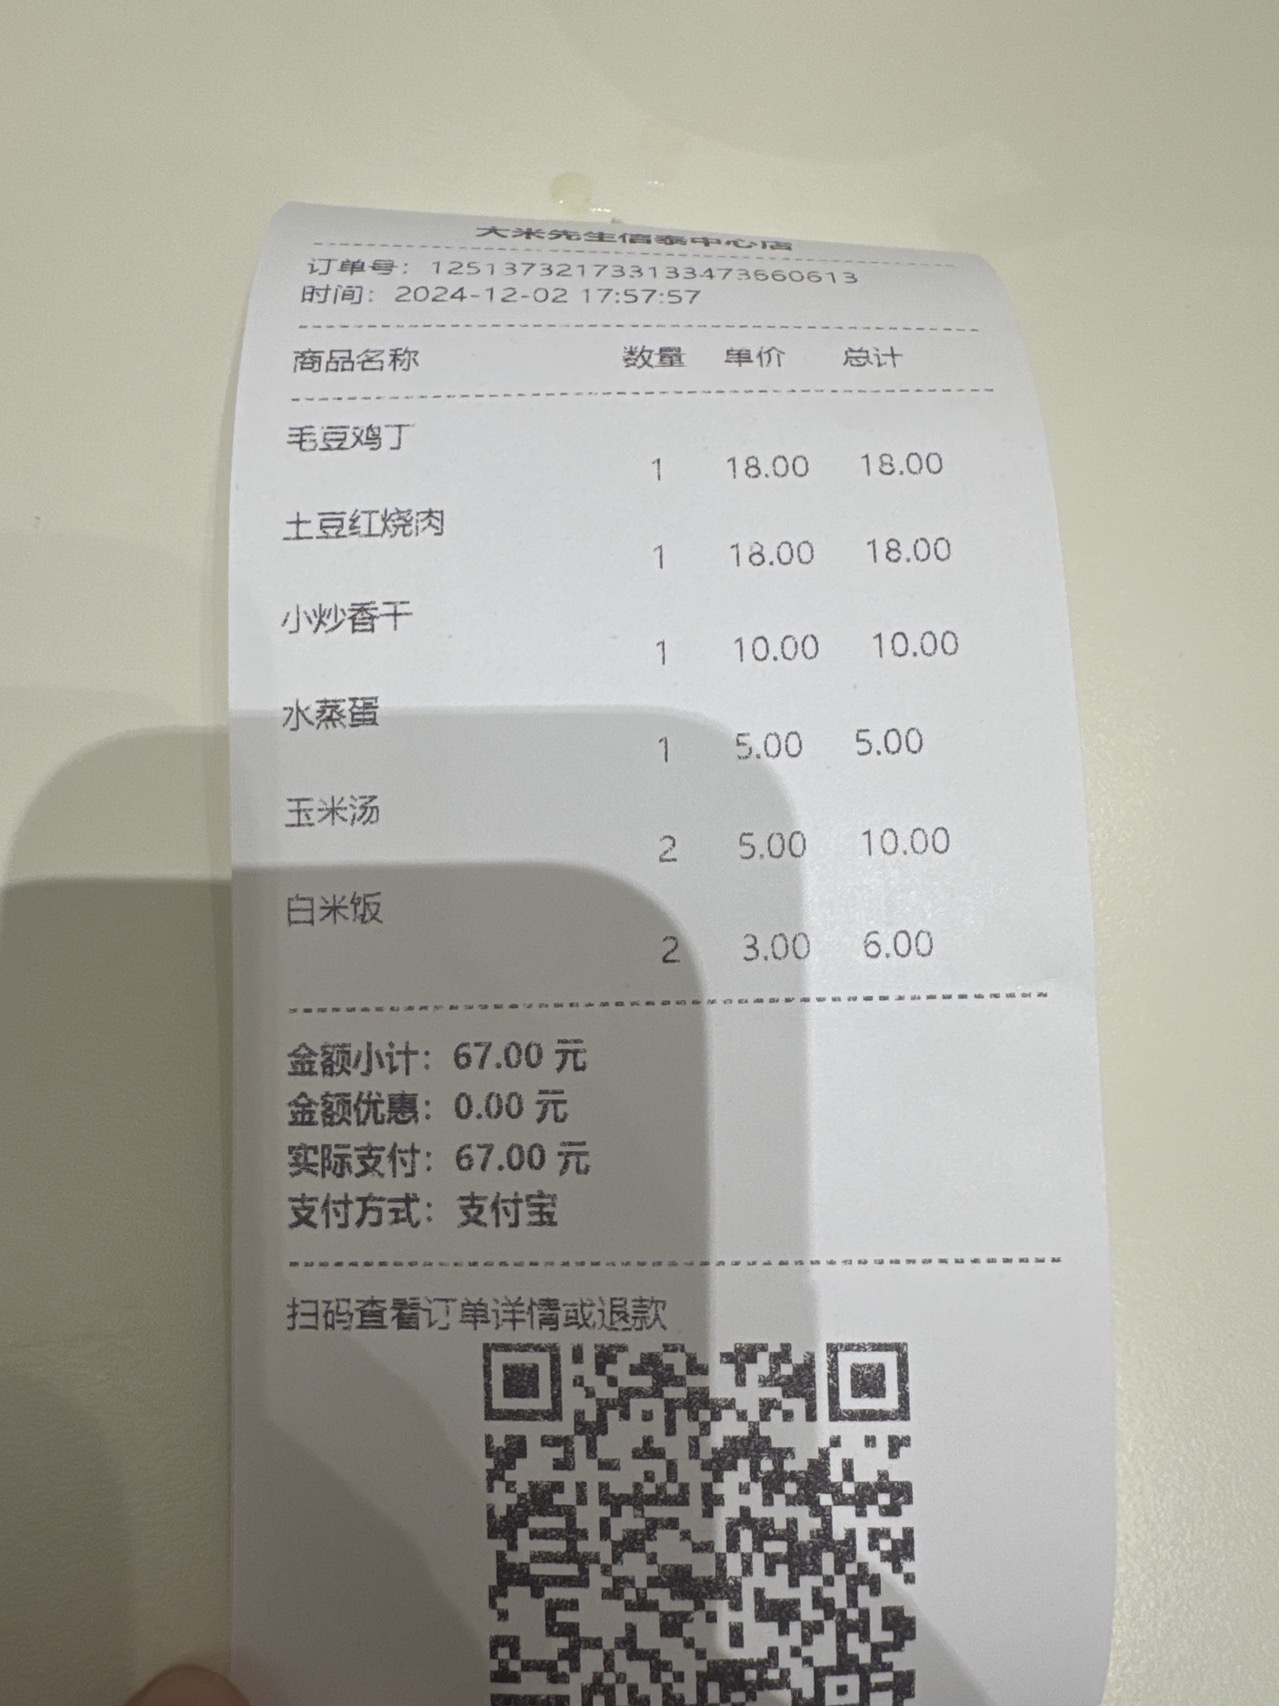 大米先生信泰中心店
订单号：1251373217331133473660613
时间：2024-12-02 17:57:57
商品名称 数量 单价 总计
毛豆鸡丁
1 18.00 18.00
土豆红烧肉
1 18.00 18.00
小炒香干
1 10.00 10.00
水蒸蛋
1 5.00 5.00
玉米汤
2 5.00 10.00
白米饭
2 3.00 6.00
金额小计：67.00 元
金额优惠：0.00 元
实际支付：67.00 元
支付方式：支付宝
扫码查看订单详情或退款